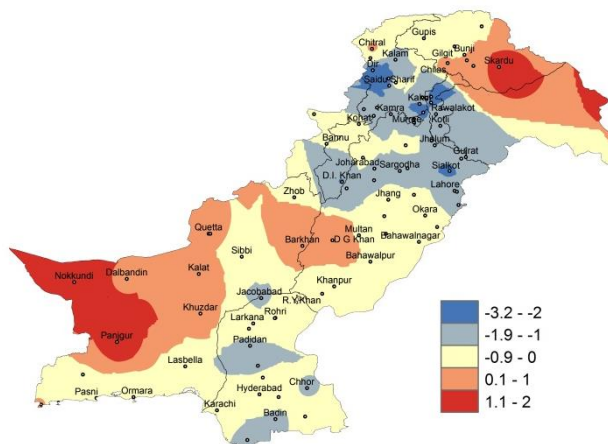 Gupis
Chitral
Kalam
Gilgit
Bunji
Skardu
Dir
Chilas
Saidu Sharif
Kakul
Kamra
Rawalakot
Kohat
Murree
Kotli
Bannu
Jhelum
Gujrat
Joharabad
Sargodha
Sialkot
D.I. Khan
Zhob
Jhang
Lahore
Okara
Quetta
Multan
Barkhan
D G Khan
Bahawalnagar
Sibbi
Bahawalpur
Nokkundi
Dalbandin
Kalat
Khanpur
Jacobabad
R.Y.Khan
Khuzdar
Larkana
Rohri
Panjgur
Padidan
Lasbella
Pasni
Ormara
Hyderabad
Chhor
Karachi
Badin
-3.2 - -2
-1.9 - -1
-0.9 - 0
0.1 - 1
1.1 - 2